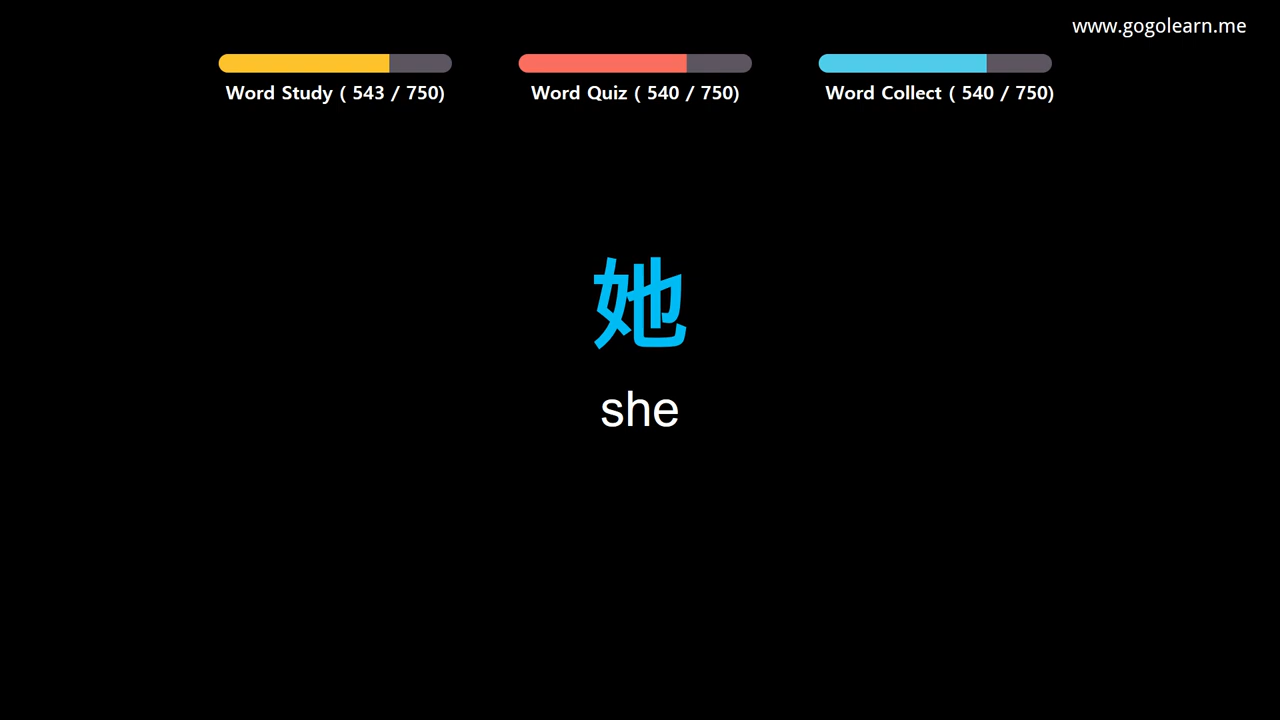 www.gogolearn.me
Word Study ( 543 / 750)
Word Quiz ( 540 / 750)
Word Collect ( 540 / 750)
她
she